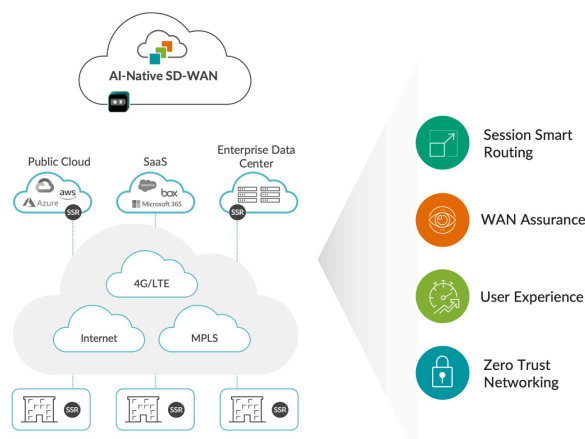 AI-Native SD-WAN
Public Cloud
SaaS
Enterprise Data
Center
aws
Azure
salesforce
box
Microsoft 365
SSR
SSR
4G/LTE
Internet
MPLS
SSR
SSR
SSR
Session Smart
Routing
WAN Assurance
User Experience
Zero Trust
Networking